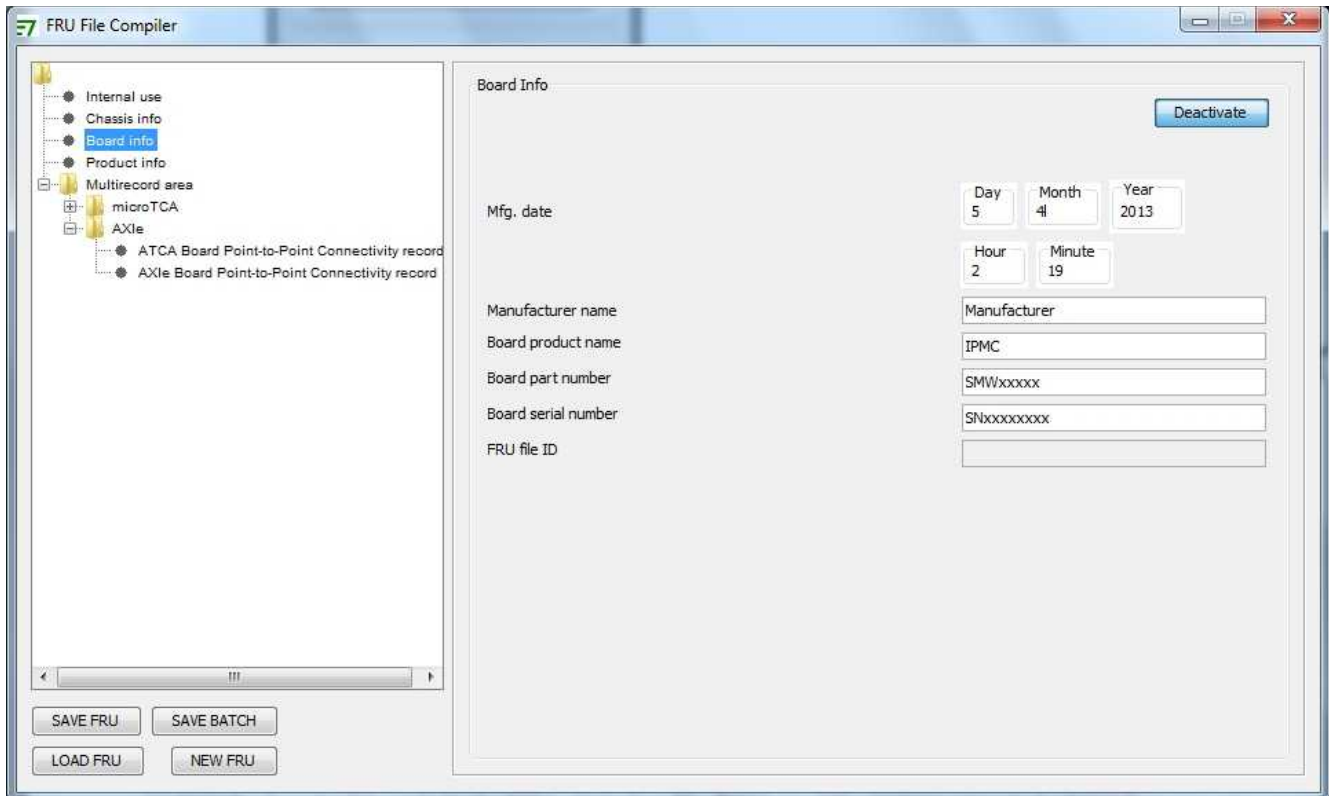 FRU File Compiler
Internal use
Chassis info
Board info
Product info
Multirecord area
microTCA
AXIe
ATCA Board Point-to-Point Connectivity record
AXIe Board Point-to-Point Connectivity record
SAVE FRU SAVE BATCH
LOAD FRU NEW FRU
Board Info
Deactivate
Day Month Year
Mfg. date 5 4 2013
Hour Minute
2 19
Manufacturer name Manufacturer
Board product name IPMC
Board part number SMWxxxxx
Board serial number SNxxxxxxxx
FRU file ID